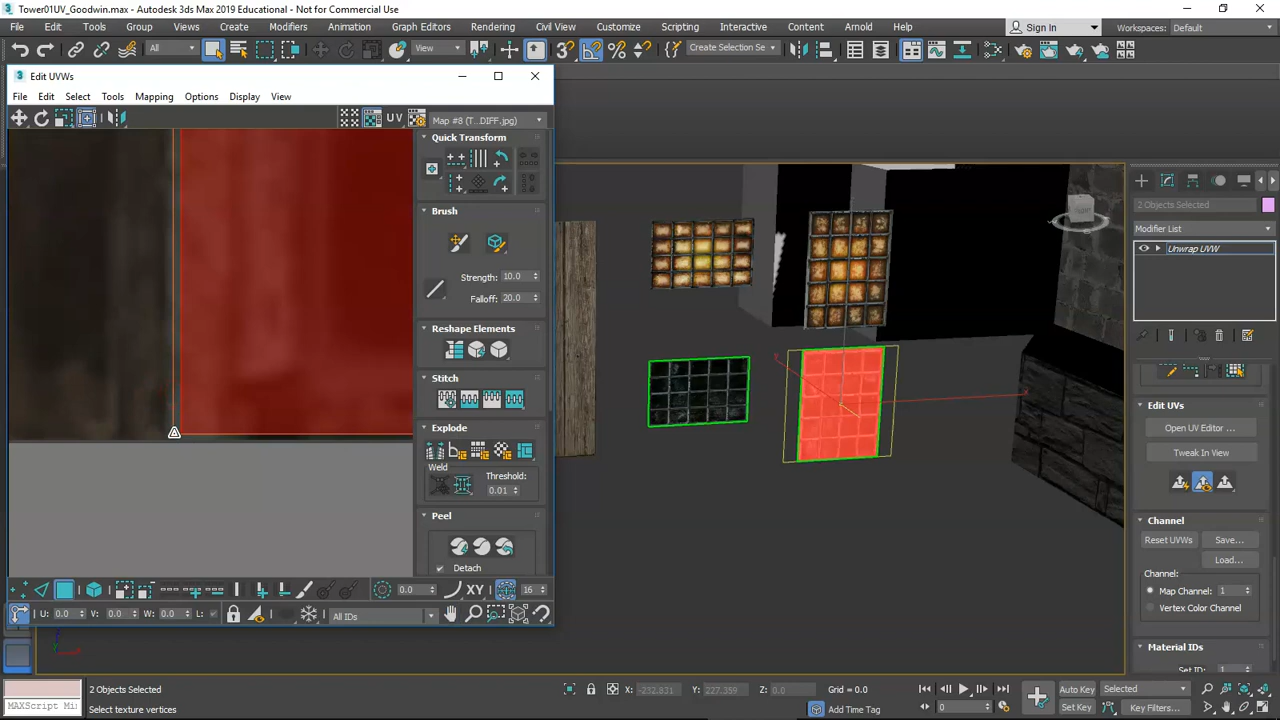 Tower01UV_Goodwin.max - Autodesk 3ds Max 2019 Educational - Not for Commercial Use
File Edit Tools Group Views Create Modifiers Animation Graph Editors Rendering Civil View Customize Scripting Interactive Content Arnold Help
Sign In Workspaces: Default
All View Create Selection Se
Edit UVWs
File Edit Select Tools Mapping Options Display View
UV Map #8 (T...DIFF.jpg)
Quick Transform
Brush
Strength: 10.0
Falloff: 20.0
Reshape Elements
Stitch
Explode
Weld
Threshold:
0.01
Peel
Detach
0.0 XY 16
U: 0.0 V: 0.0 W: 0.0 L: All IDs
2 Objects Selected
Modifier List
Unwrap UVW
Edit UVs
Open UV Editor ...
Tweak In View
Channel
Reset UVWs Save...
Load...
Channel:
Map Channel: 1
Vertex Color Channel
Material IDs
Set ID: 1
2 Objects Selected X: -232.831 Y: 227.359 Z: 0.0 Grid = 0.0 Auto Key Selected
MAXScript Mi Select texture vertices Add Time Tag 0 Set Key Key Filters...